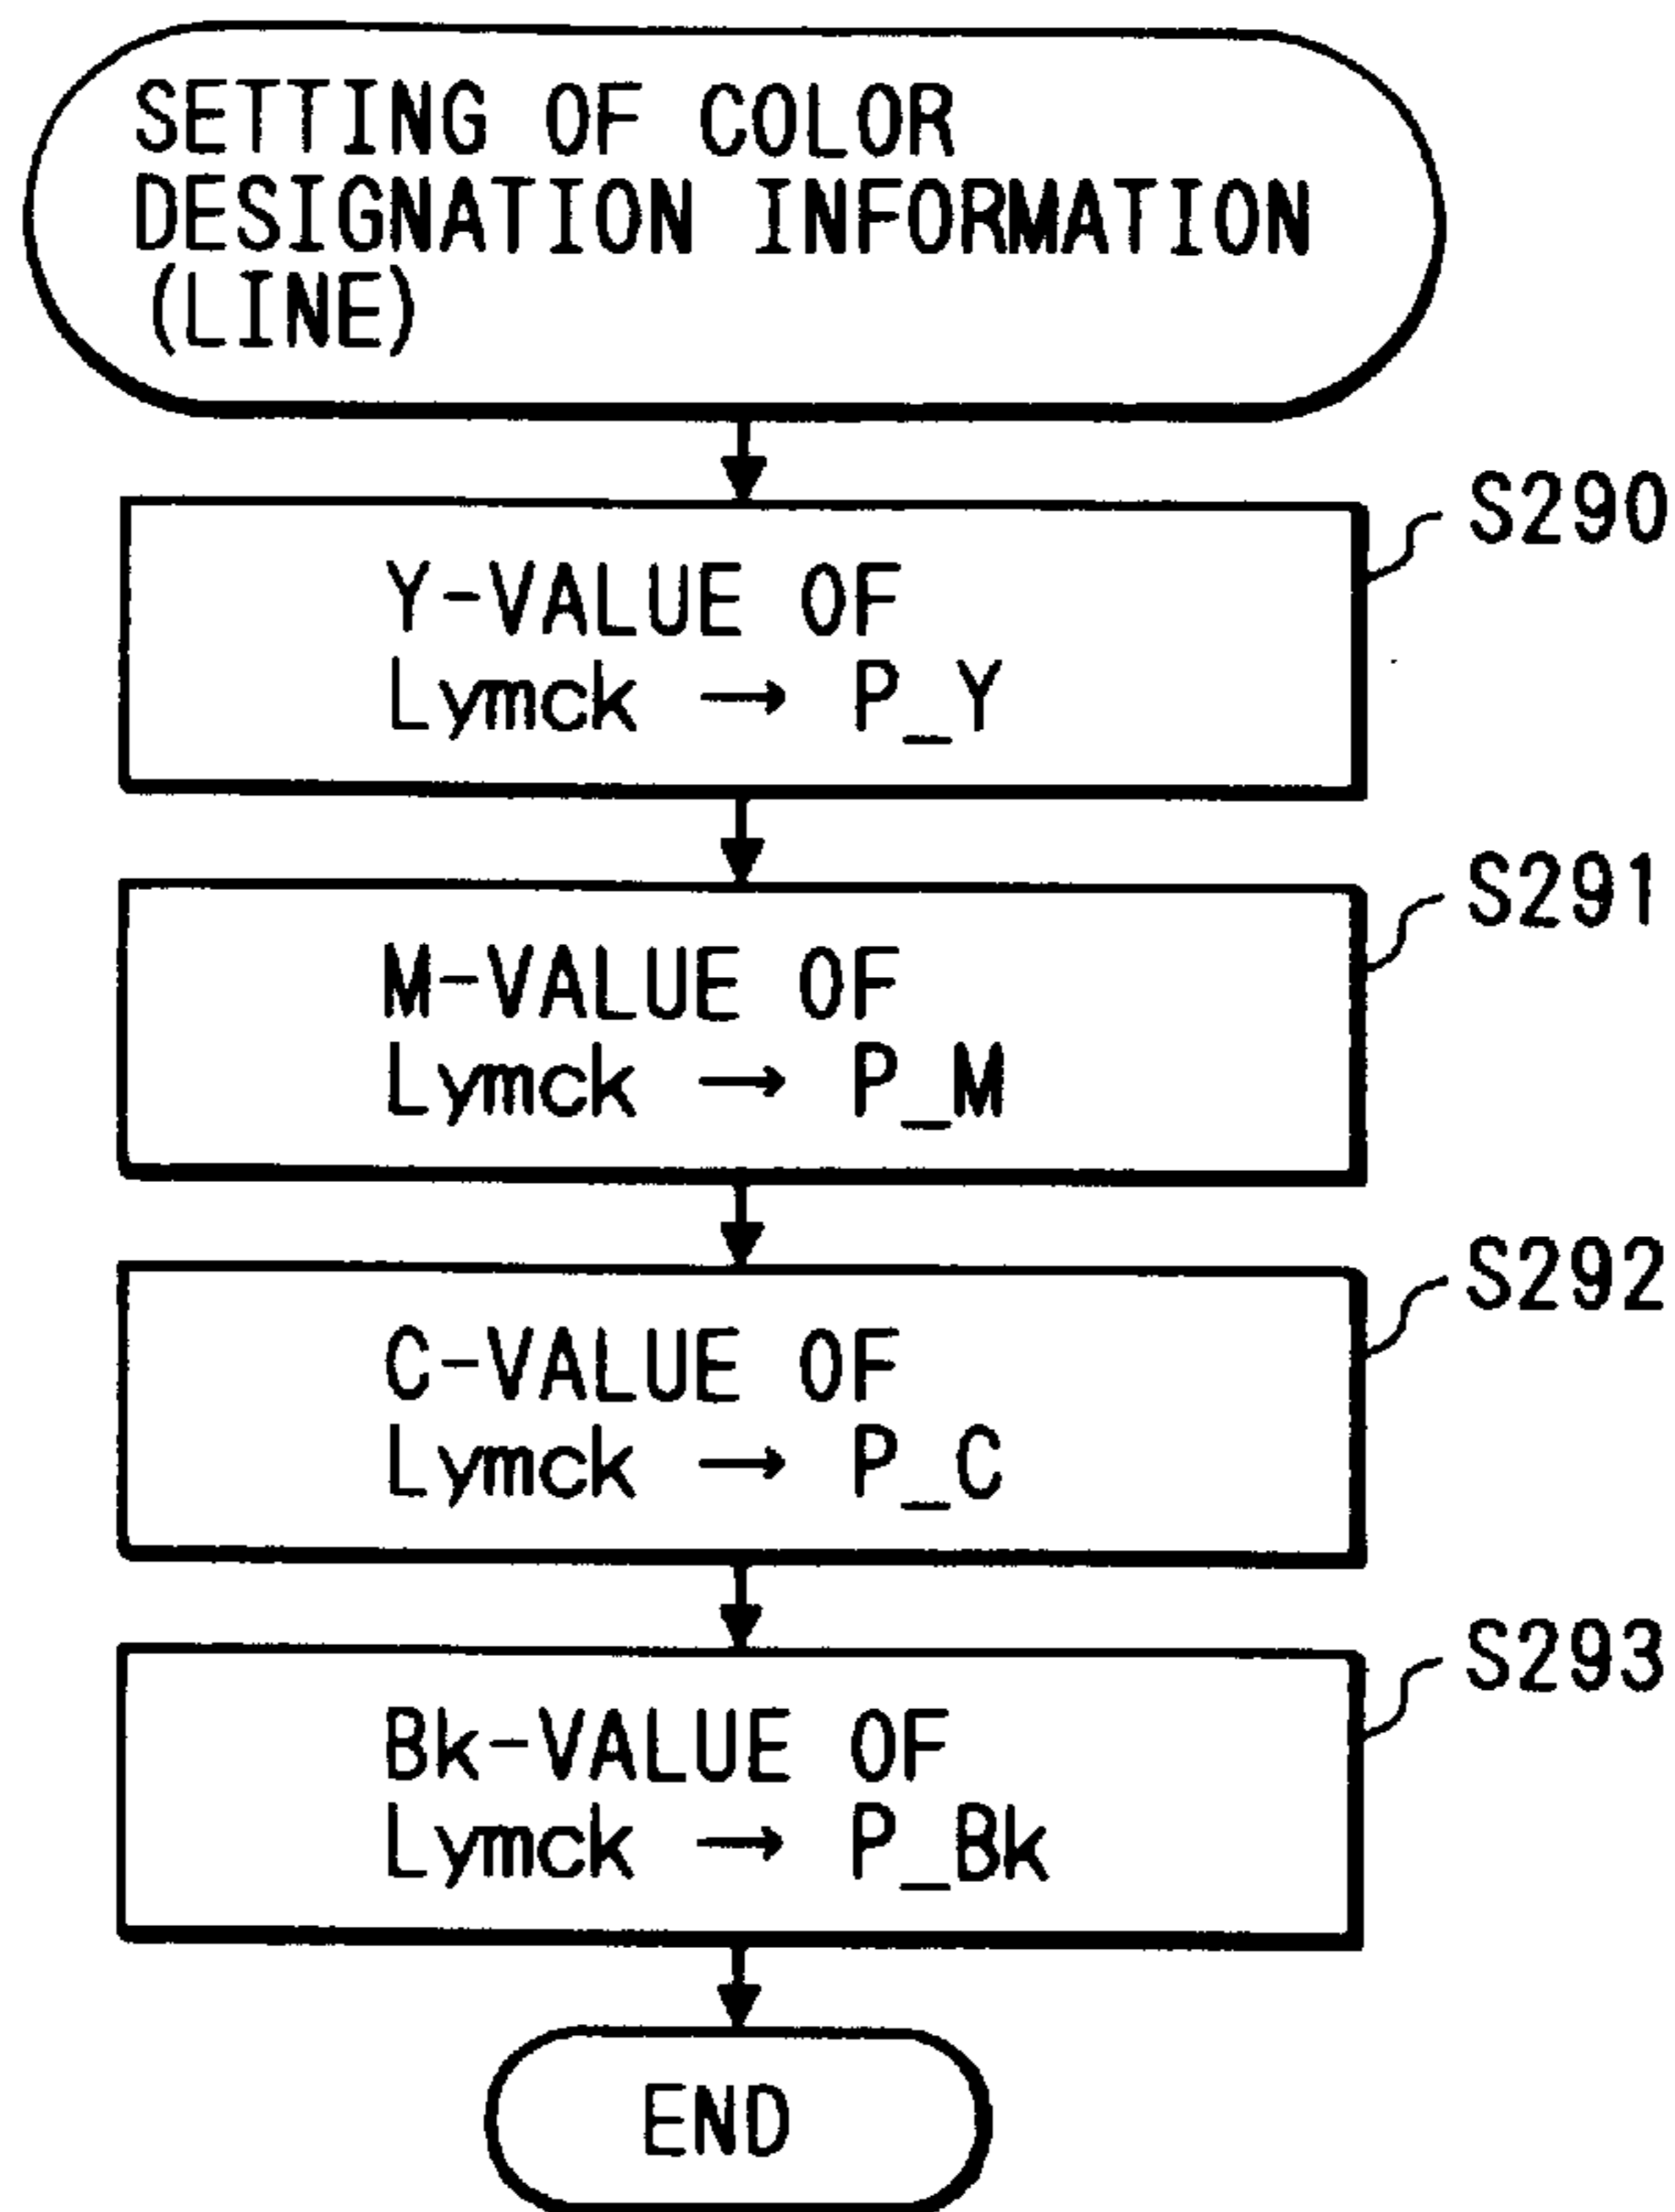 SETTING OF COLOR
DESIGNATION INFORMATION
(LINE)
S290
Y-VALUE OF
Lymck → P_Y
S291
M-VALUE OF
Lymck → P_M
S292
C-VALUE OF
Lymck → P_C
S293
Bk-VALUE OF
Lymck → P_Bk
END